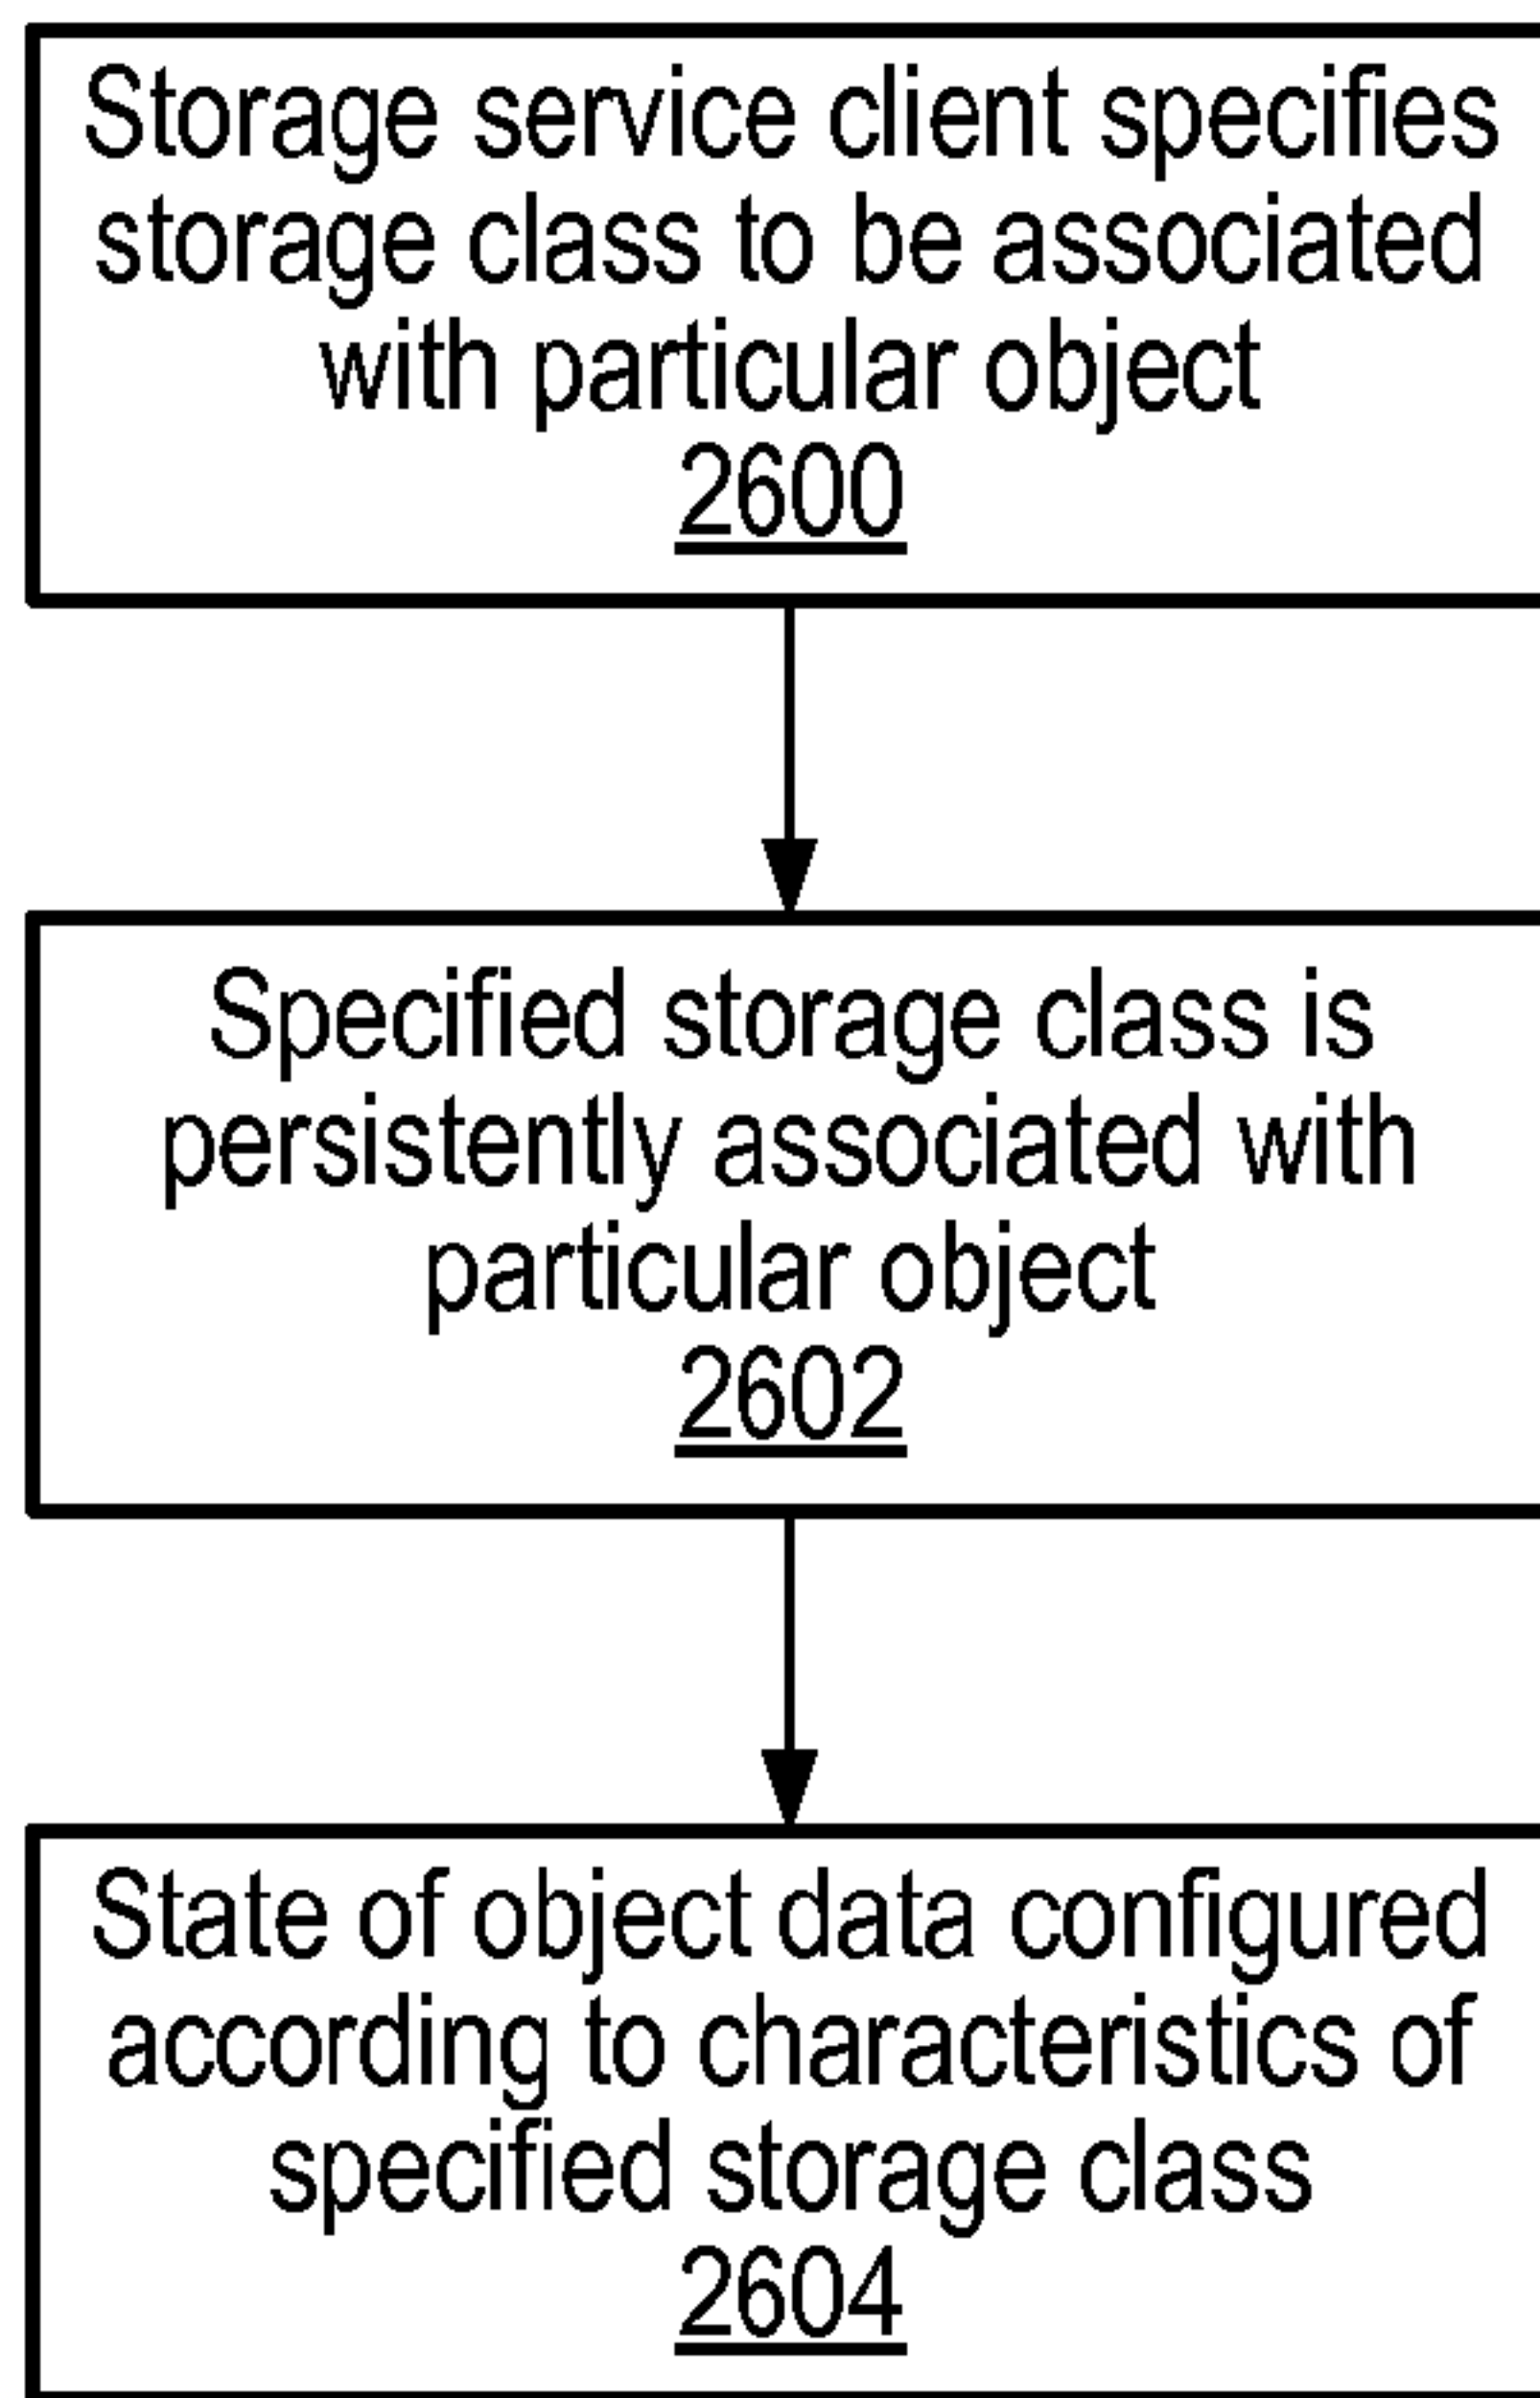 Storage service client specifies
storage class to be associated
with particular object
2600
Specified storage class is
persistently associated with
particular object
2602
State of object data configured
according to characteristics of
specified storage class
2604